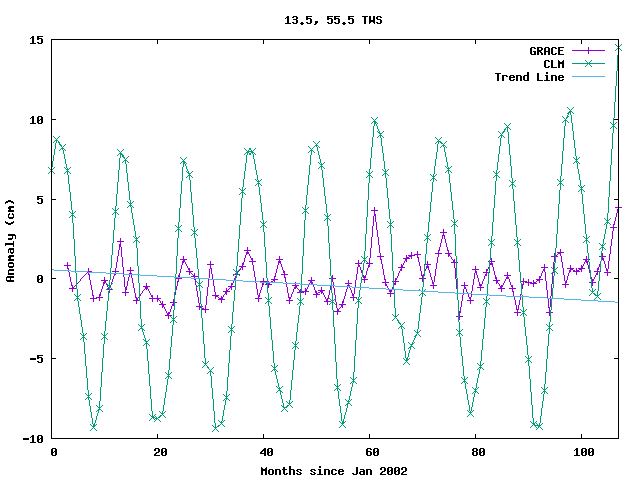 13.5, 55.5 TWS
15
GRACE
CLM
Trend Line
10
5
0
-5
-10
Anomaly (cm)
0 20 40 60 80 100
Months since Jan 2002